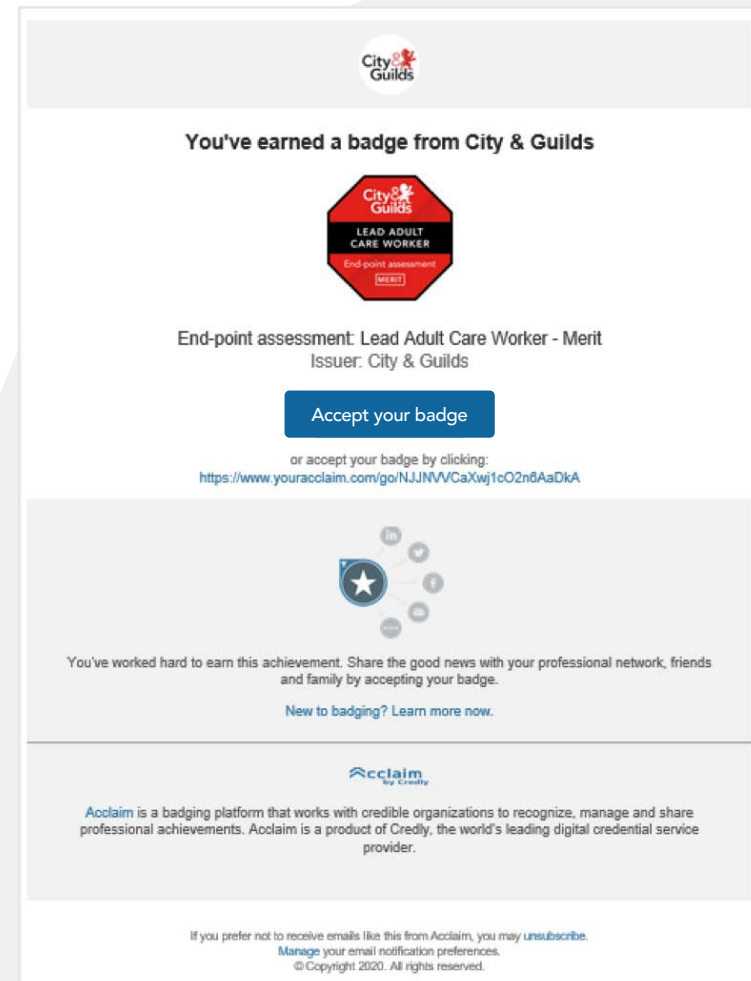 City&
Guilds
You've earned a badge from City & Guilds
City&
Guilds
LEAD ADULT
CARE WORKER
End-point assessment
MERIT
End-point assessment: Lead Adult Care Worker - Merit
Issuer: City & Guilds
Accept your badge
or accept your badge by clicking:
https://www.youracclaim.com/go/NJJNVVCaXwj1cO2n6AaDkA
in
You've worked hard to earn this achievement. Share the good news with your professional network, friends
and family by accepting your badge.
New to badging? Learn more now.
Acclaim
by Credly
Acclaim is a badging platform that works with credible organizations to recognize, manage and share
professional achievements. Acclaim is a product of Credly, the world's leading digital credential service
provider.
If you prefer not to receive emails like this from Acclaim, you may unsubscribe.
Manage your email notification preferences.
© Copyright 2020. All rights reserved.